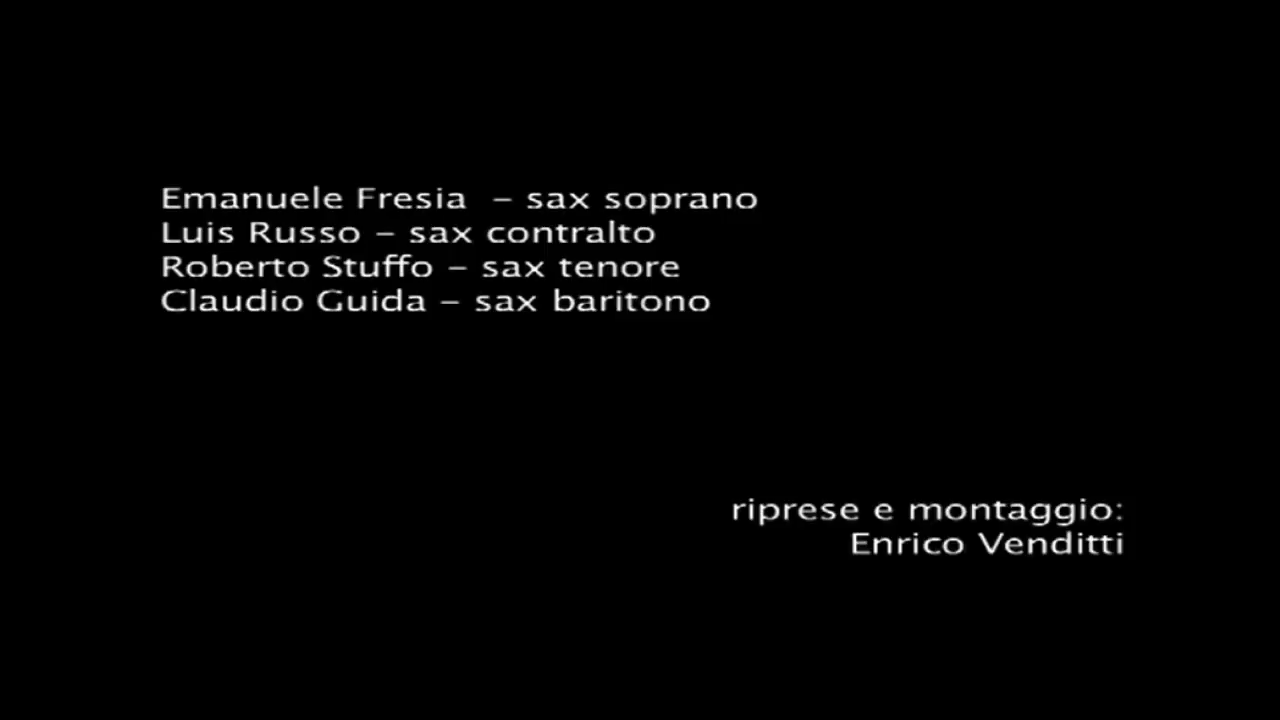 Emanuele Fresia – sax soprano
Luis Russo – sax contralto
Roberto Stuffo – sax tenore
Claudio Guida – sax baritono
riprese e montaggio:
Enrico Venditti